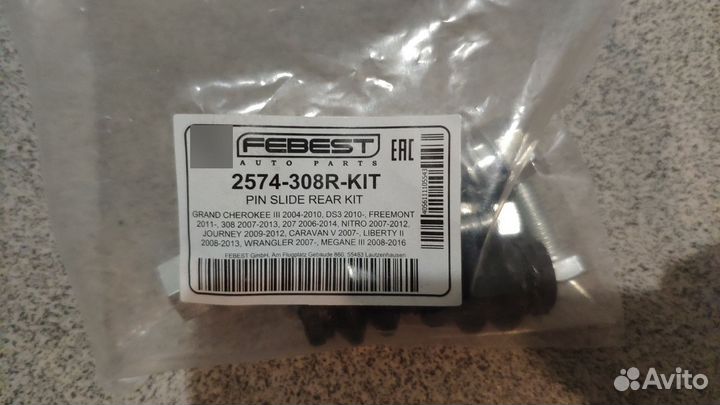 FEBEST
AUTO PARTS
EAC
2574-308R-KIT
PIN SLIDE REAR KIT
GRAND CHEROKEE III 2004-2010, DS3 2010-, FREEMONT
2011-, 308 2007-2013, 207 2006-2014, NITRO 2007-2012,
JOURNEY 2009-2012, CARAVAN V 2007-, LIBERTY II
2008-2013, WRANGLER 2007-, MEGANE III 2008-2016
FEBEST GmbH, Am Flugplatz Gebaude 860, 55483 Lautzenhausen
4056111105543
Avito